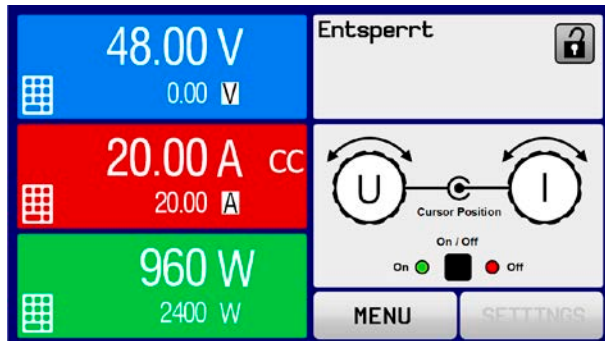 48.00 V
0.00 V
20.00 A CC
20.00 A
960 W
2400 W
Entsperrt
U
I
Cursor Position
On / Off
On
Off
MENU
SETTINGS